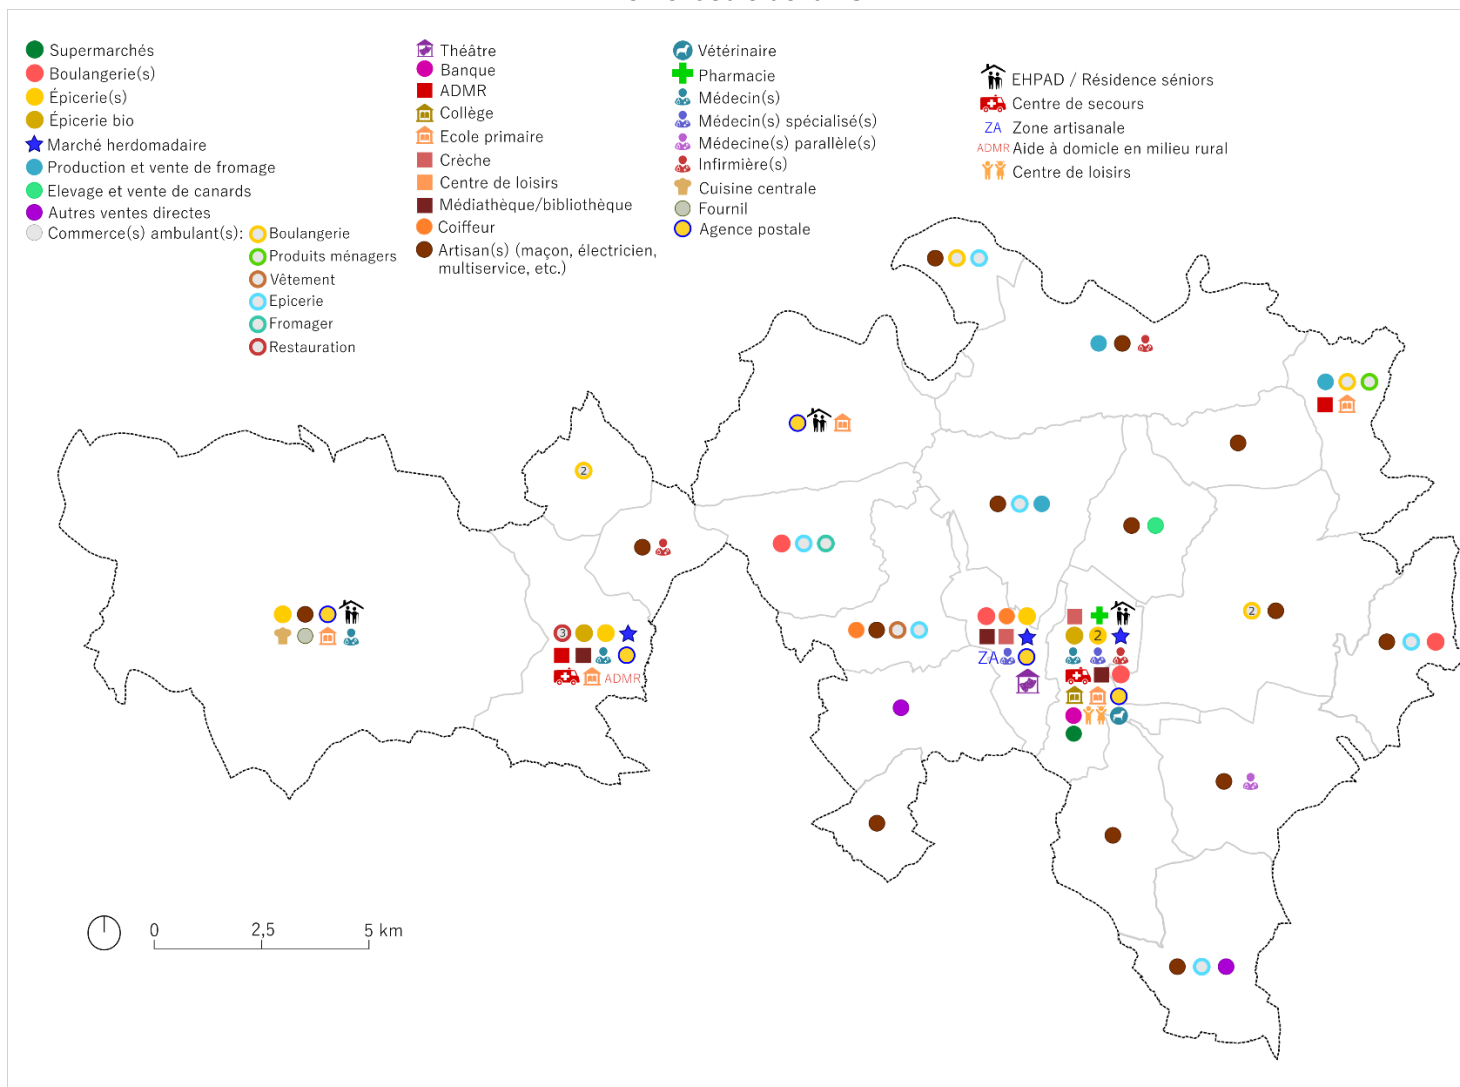 Supermarchés
Boulangerie(s)
Épicerie(s)
Épicerie bio
Marché herdomadaire
Production et vente de fromage
Elevage et vente de canards
Autres ventes directes
Commerce(s) ambulant(s):
Boulangerie
Produits ménagers
Vêtement
Epicerie
Fromager
Restauration
Théâtre
Banque
ADMR
Collège
Ecole primaire
Crèche
Centre de loisirs
Médiathèque/bibliothèque
Coiffeur
Artisan(s) (maçon, électricien,
multiservice, etc.)
Vétérinaire
Pharmacie
Médecin(s)
Médecin(s) spécialisé(s)
Médecine(s) parallèle(s)
Infirmière(s)
Cuisine centrale
Fournil
Agence postale
EHPAD / Résidence séniors
Centre de secours
ZA Zone artisanale
ADMR Aide à domicile en milieu rural
Centre de loisirs
2
2
3
ZA
2
ADMR
0 2,5 5 km